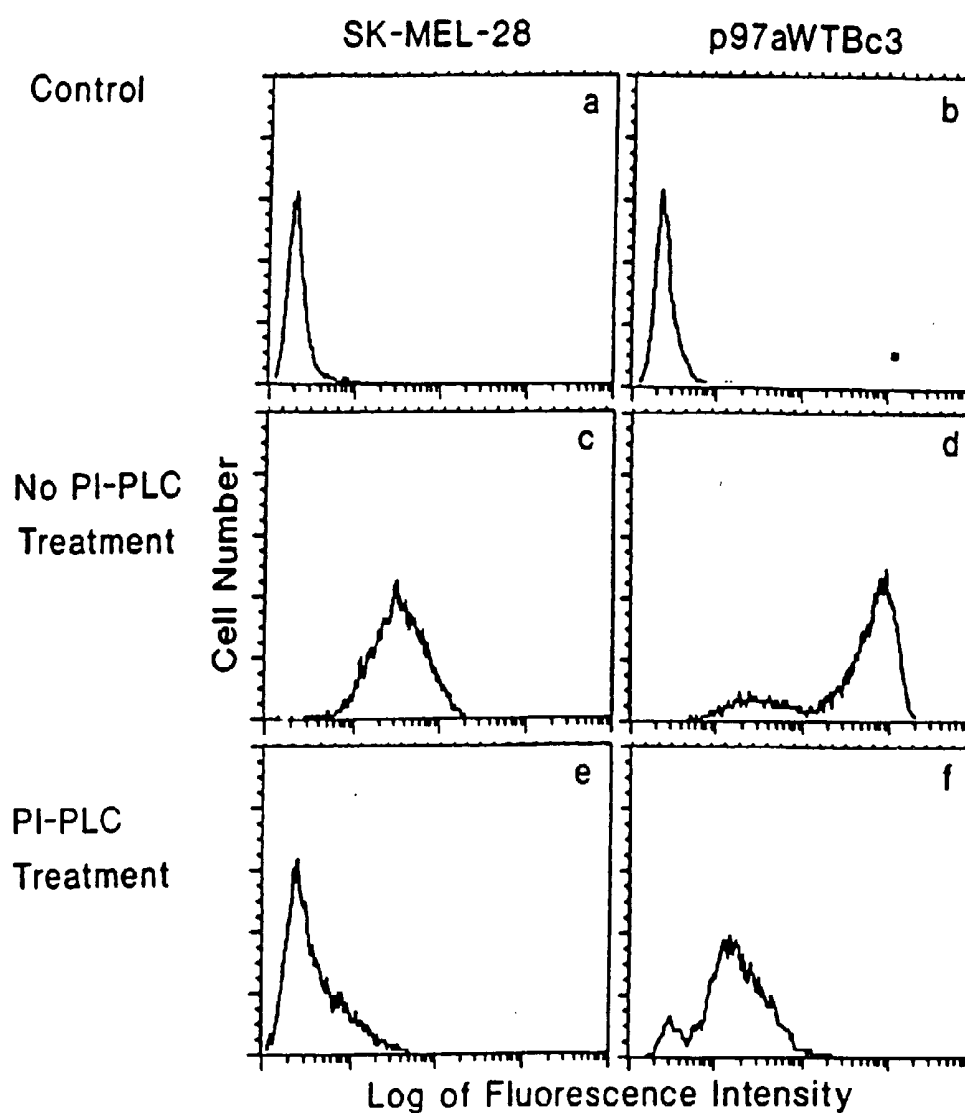 SK-MEL-28
p97aWTBc3
Control
a
b
No PI-PLC
Treatment
Cell Number
c
d
PI-PLC
Treatment
e
f
Log of Fluorescence Intensity